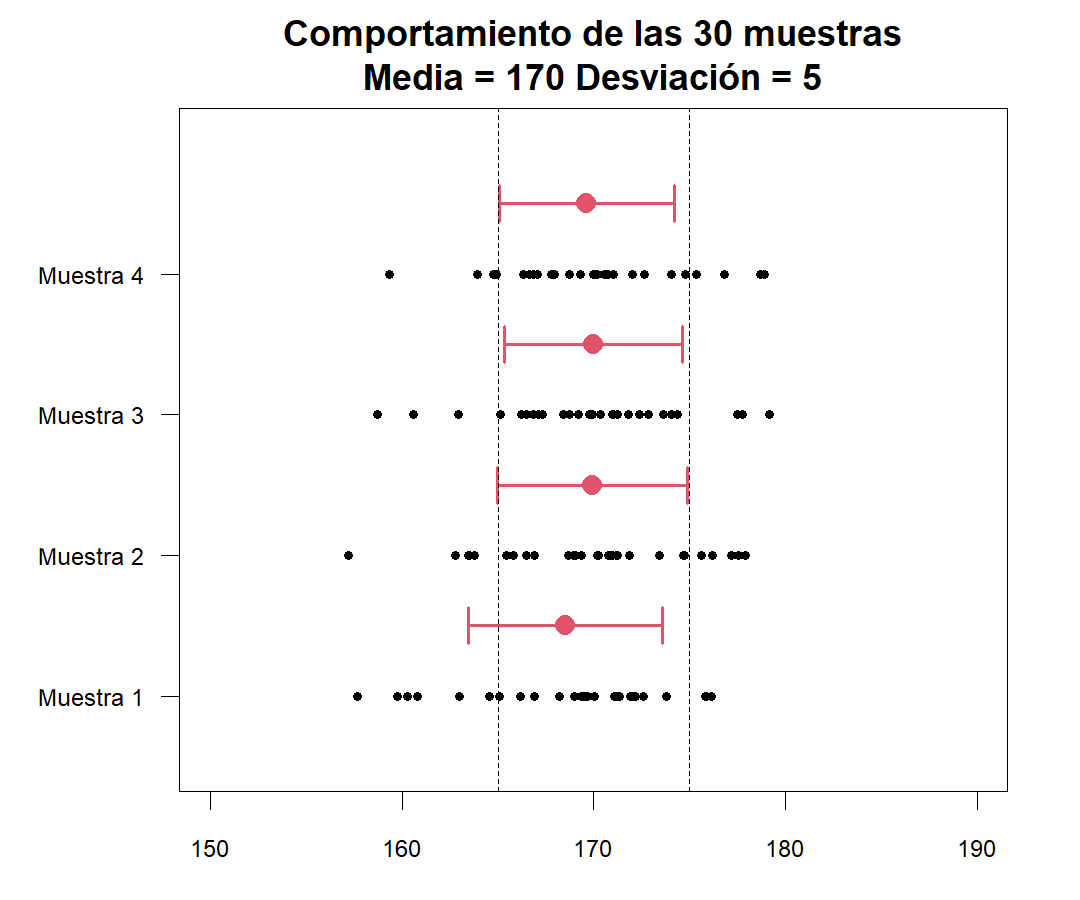 Comportamiento de las 30 muestras
Media = 170 Desviación = 5
Muestra 4
Muestra 3
Muestra 2
Muestra 1
150 160 170 180 190